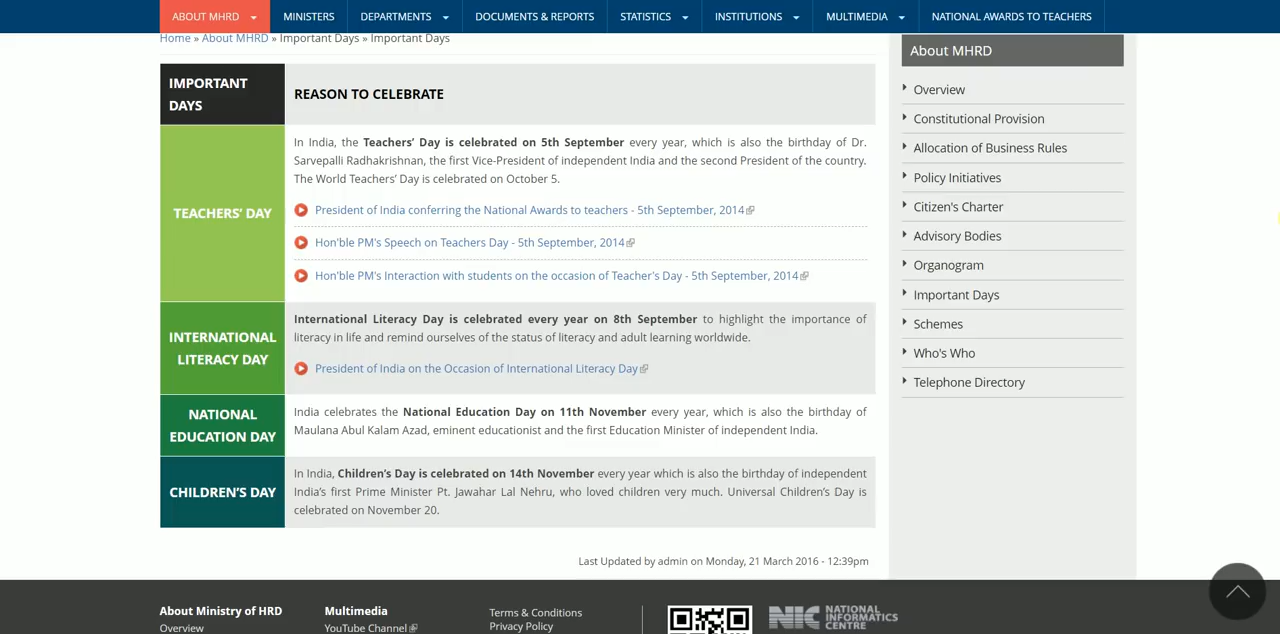 ABOUT MHRD MINISTERS DEPARTMENTS DOCUMENTS & REPORTS STATISTICS INSTITUTIONS MULTIMEDIA NATIONAL AWARDS TO TEACHERS
Home » About MHRD » Important Days » Important Days
IMPORTANT
DAYS
REASON TO CELEBRATE
TEACHERS' DAY
In India, the Teachers' Day is celebrated on 5th September every year, which is also the birthday of Dr.
Sarvepalli Radhakrishnan, the first Vice-President of independent India and the second President of the country.
The World Teachers' Day is celebrated on October 5.
President of India conferring the National Awards to teachers - 5th September, 2014
Hon'ble PM's Speech on Teachers Day - 5th September, 2014
Hon'ble PM's Interaction with students on the occasion of Teacher's Day - 5th September, 2014
INTERNATIONAL
LITERACY DAY
International Literacy Day is celebrated every year on 8th September to highlight the importance of
literacy in life and remind ourselves of the status of literacy and adult learning worldwide.
President of India on the Occasion of International Literacy Day
NATIONAL
EDUCATION DAY
India celebrates the National Education Day on 11th November every year, which is also the birthday of
Maulana Abul Kalam Azad, eminent educationist and the first Education Minister of independent India.
CHILDREN'S DAY
In India, Children's Day is celebrated on 14th November every year which is also the birthday of independent
India's first Prime Minister Pt. Jawahar Lal Nehru, who loved children very much. Universal Children's Day is
celebrated on November 20.
Last Updated by admin on Monday, 21 March 2016 - 12:39pm
About MHRD
Overview
Constitutional Provision
Allocation of Business Rules
Policy Initiatives
Citizen's Charter
Advisory Bodies
Organogram
Important Days
Schemes
Who's Who
Telephone Directory
About Ministry of HRD
Overview
Multimedia
YouTube Channel
Terms & Conditions
Privacy Policy
NIC NATIONAL
INFORMATICS
CENTRE